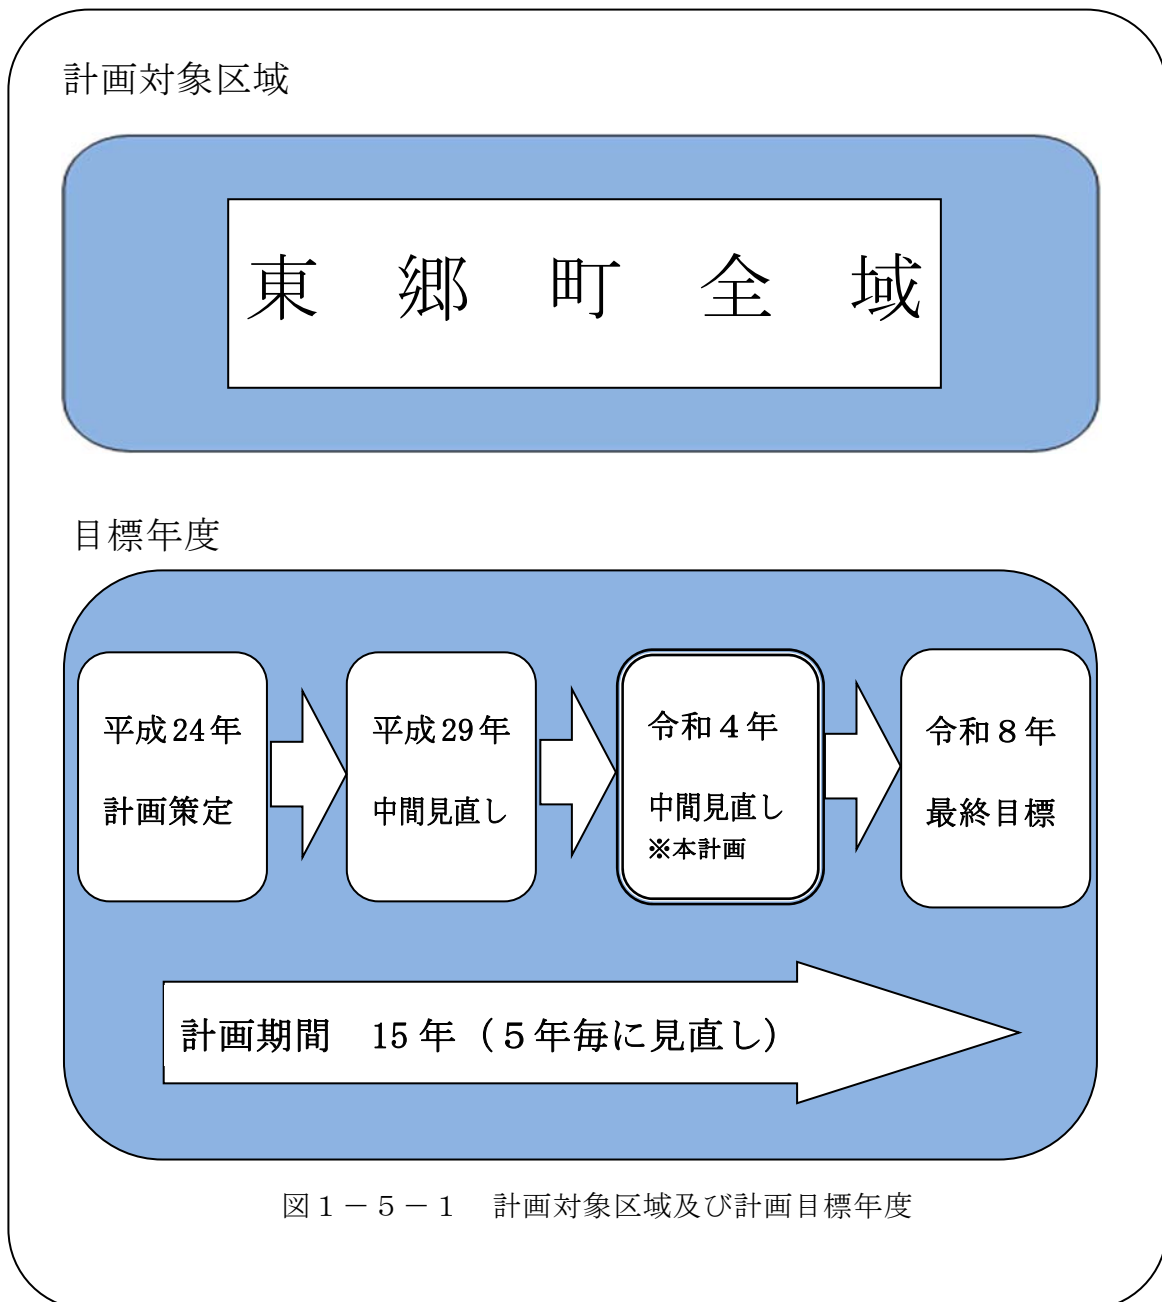 計画対象区域
東　郷　町　全　域
目標年度
平成24年
計画策定
平成29年
中間見直し
令和４年
中間見直し
※本計画
令和８年
最終目標
計画期間　15年（５年毎に見直し）
図１－５－１　計画対象区域及び計画目標年度